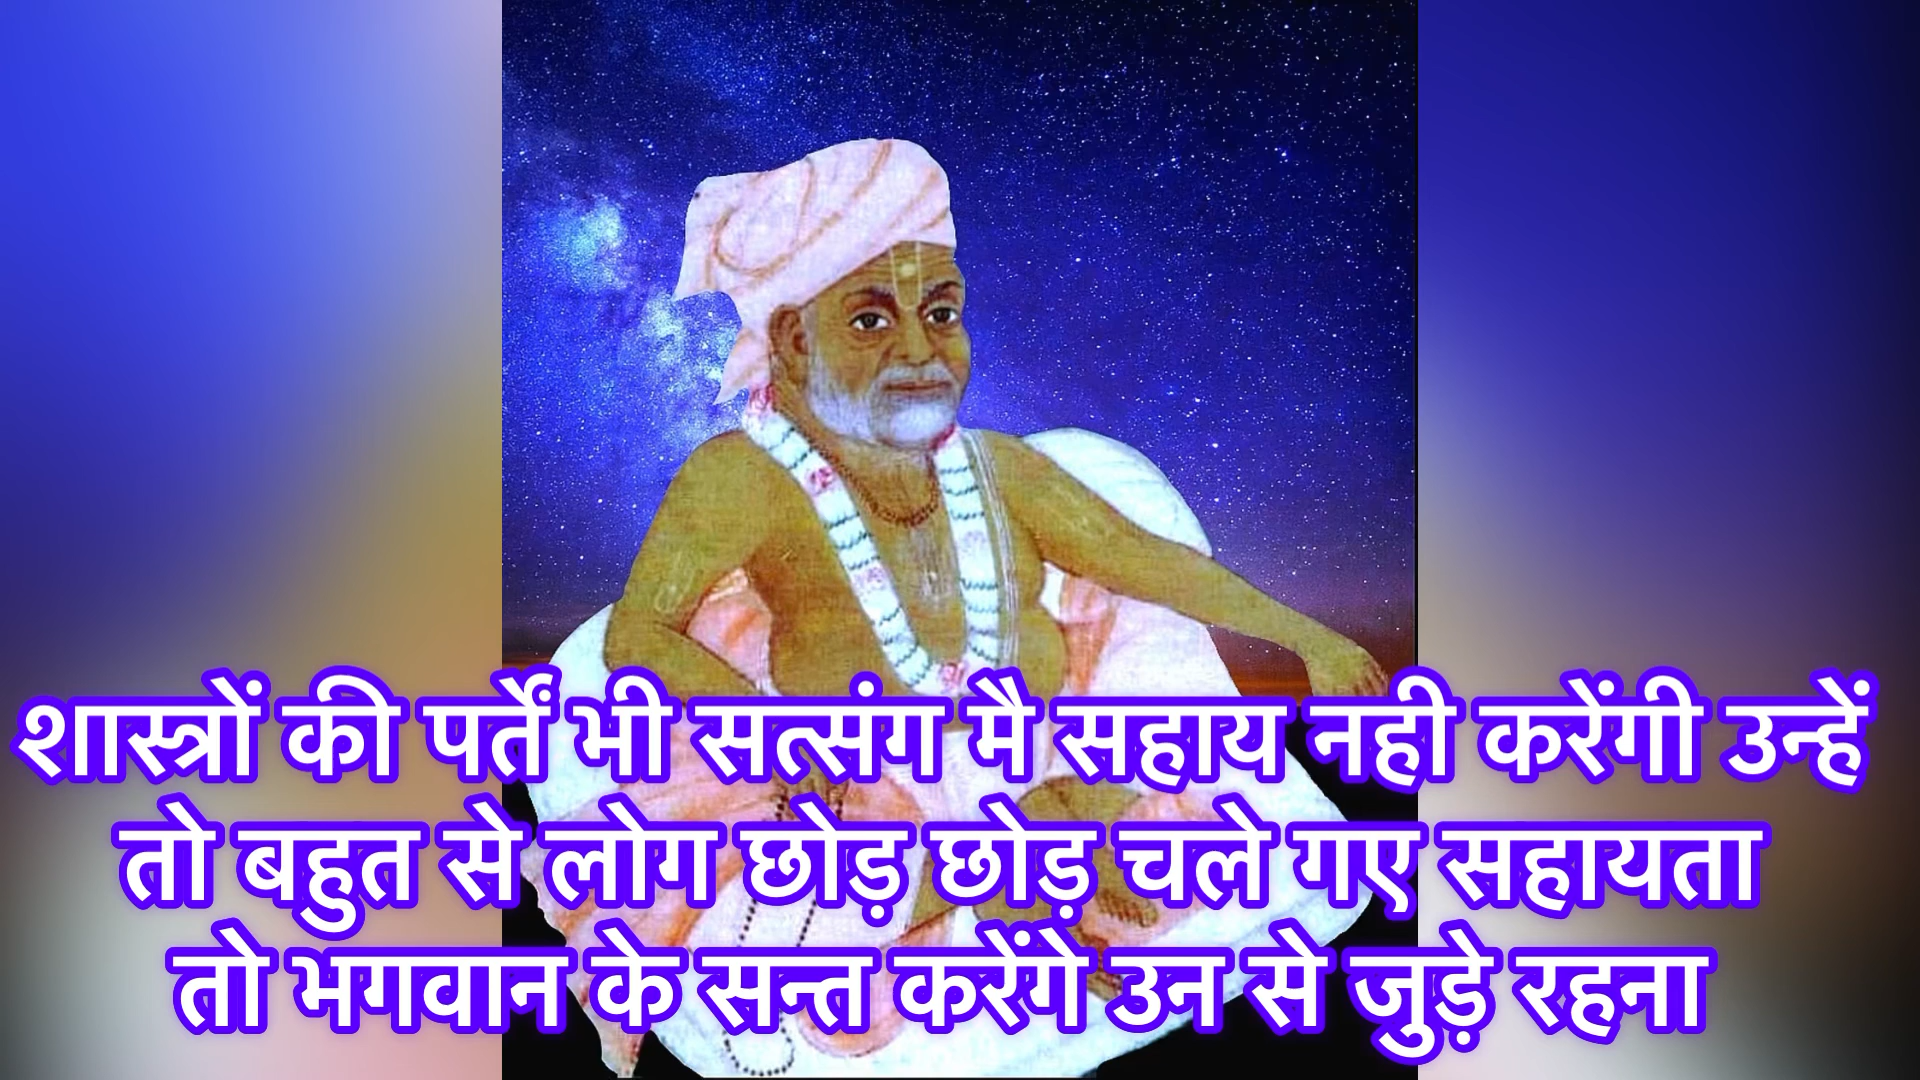 शास्त्रों की पर्तें भी सत्संग मै सहाय नही करेंगी उन्हें
तो बहुत से लोग छोड़ छोड़ चले गए सहायता
तो भगवान के सन्त करेंगे उन से जुड़े रहना